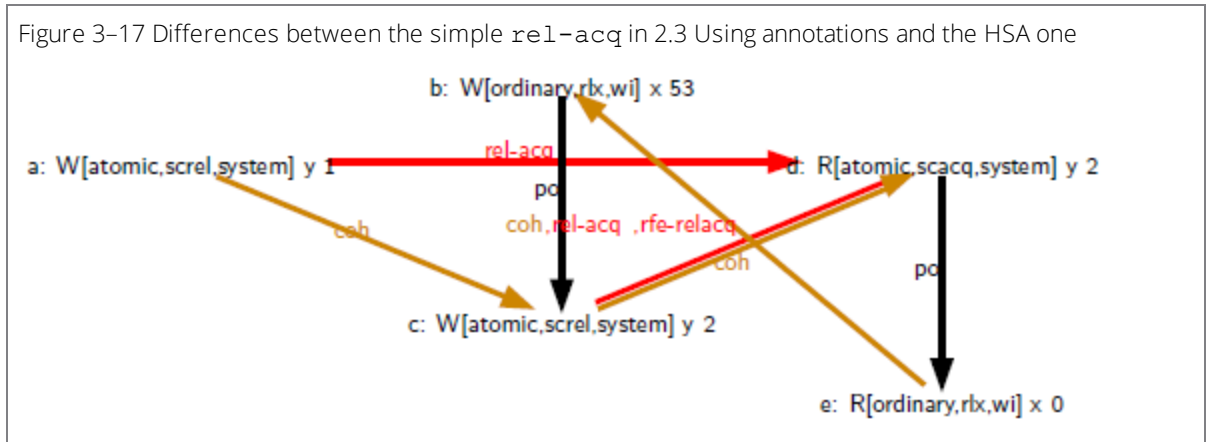 Figure 3–17 Differences between the simple rel-acq in 2.3 Using annotations and the HSA one
b: W[ordinary,rlx,wi] x 53
rel-acq
a: W[atomic,screl,system] y 1
d: R[atomic,scacq,system] y 2
po
coh,rel-acq ,rfe-relacq
coh
coh
po
c: W[atomic,screl,system] y 2
e: R[ordinary,rlx,wi] x 0